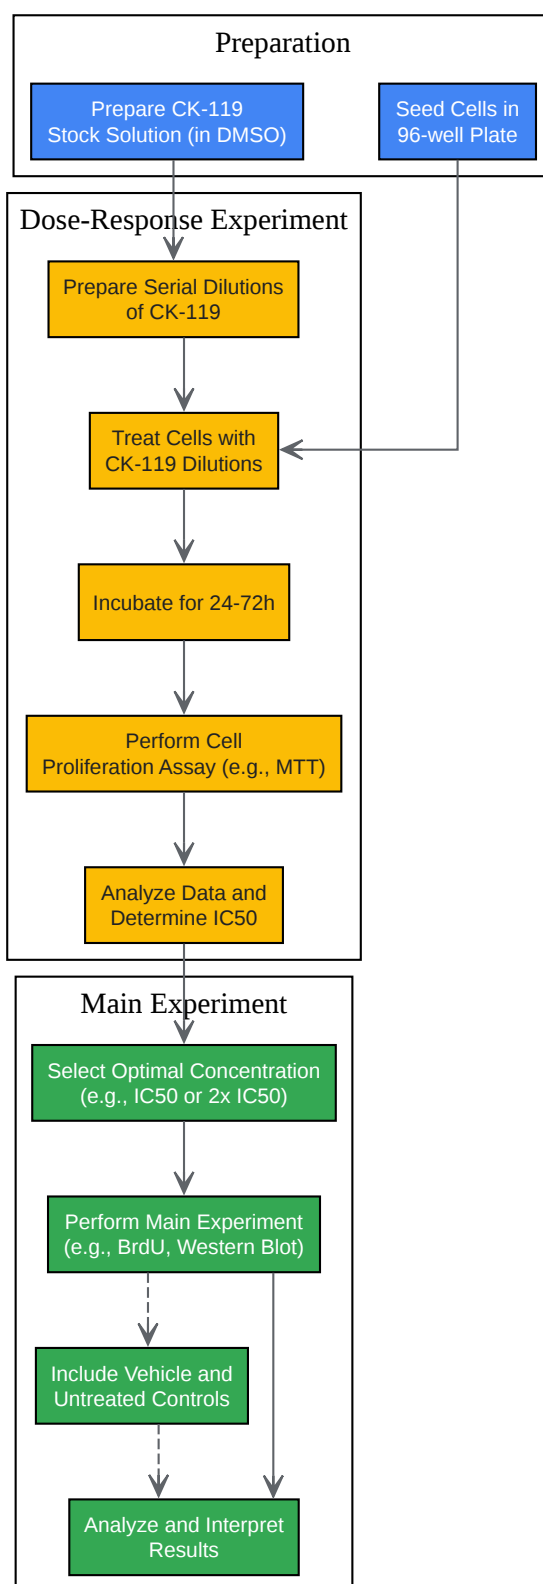 Preparation
Prepare CK-119
Stock Solution (in DMSO)
Seed Cells in
96-well Plate
Dose-Response Experiment
Prepare Serial Dilutions
of CK-119
Treat Cells with
CK-119 Dilutions
Incubate for 24-72h
Perform Cell
Proliferation Assay (e.g., MTT)
Analyze Data and
Determine IC50
Main Experiment
Select Optimal Concentration
(e.g., IC50 or 2x IC50)
Perform Main Experiment
(e.g., BrdU, Western Blot)
Include Vehicle and
Untreated Controls
Analyze and Interpret
Results